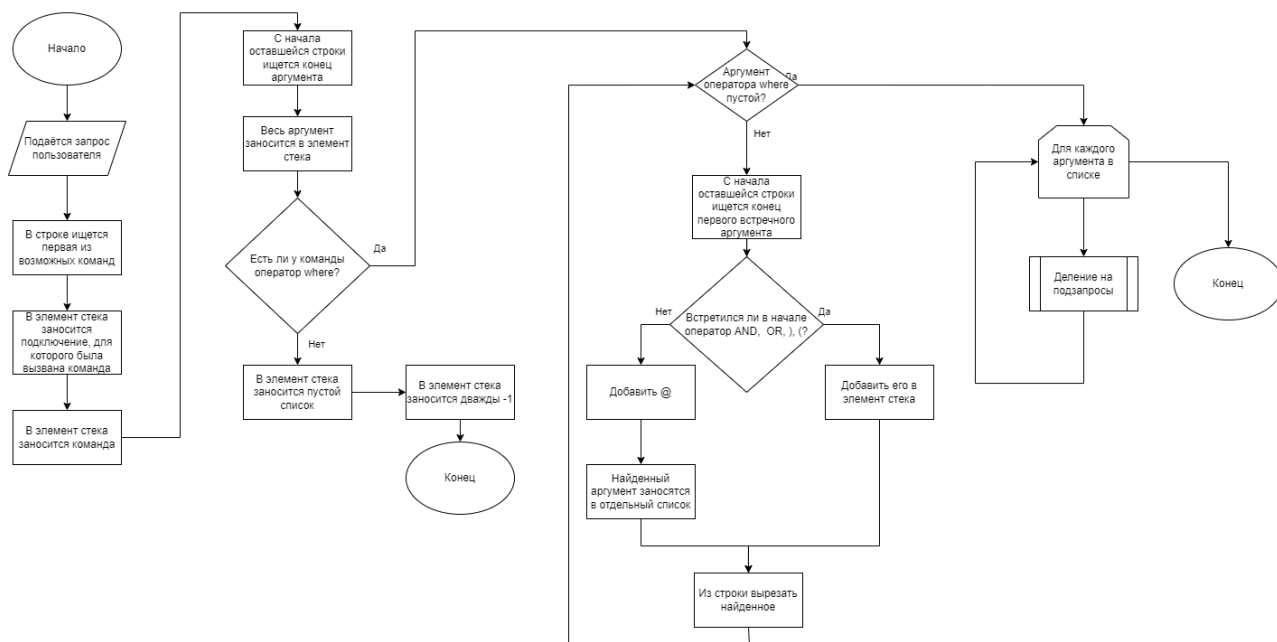 Начало
Подаётся запрос
пользователя
В строке ищется
первая из
возможных команд
В элемент стека
заносится
подключение, для
которого была
вызвана команда
В элемент стека
заносится команда
С начала
оставшейся строки
ищется конец
аргумента
Весь аргумент
заносится в элемент
стека
Есть ли у команды
оператор where?
Да
Нет
В элемент стека
заносится пустой
список
В элемент стека
заносится дважды -1
Конец
Аргумент
оператора where
пустой?
Да
Нет
С начала
оставшейся строки
ищется конец
первого встречного
аргумента
Встретился ли в начале
оператор AND, OR, ), (?
Нет
Да
Добавить @
Добавить его в
элемент стека
Найденный
аргумент заносятся
в отдельный список
Из строки вырезать
найденное
Для каждого
аргумента в
списке
Деление на
подзапросы
Конец